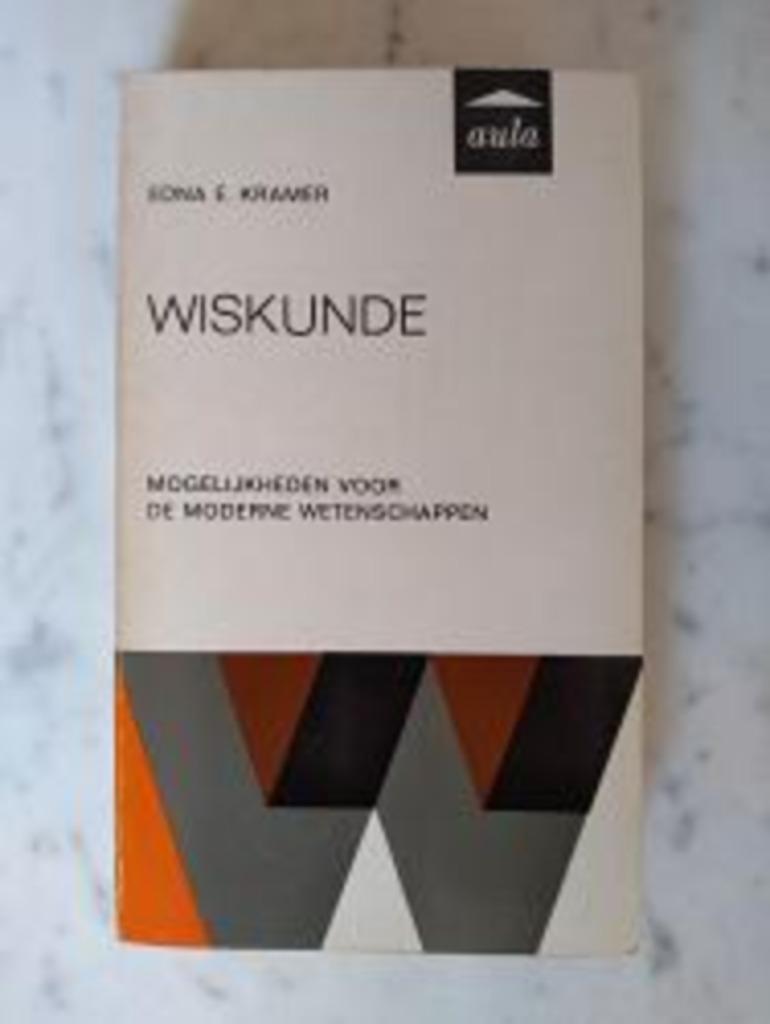 aula
EDNA E. KRAMER
WISKUNDE
MOGELIJKHEDEN VOOR
DE MODERNE WETENSCHAPPEN